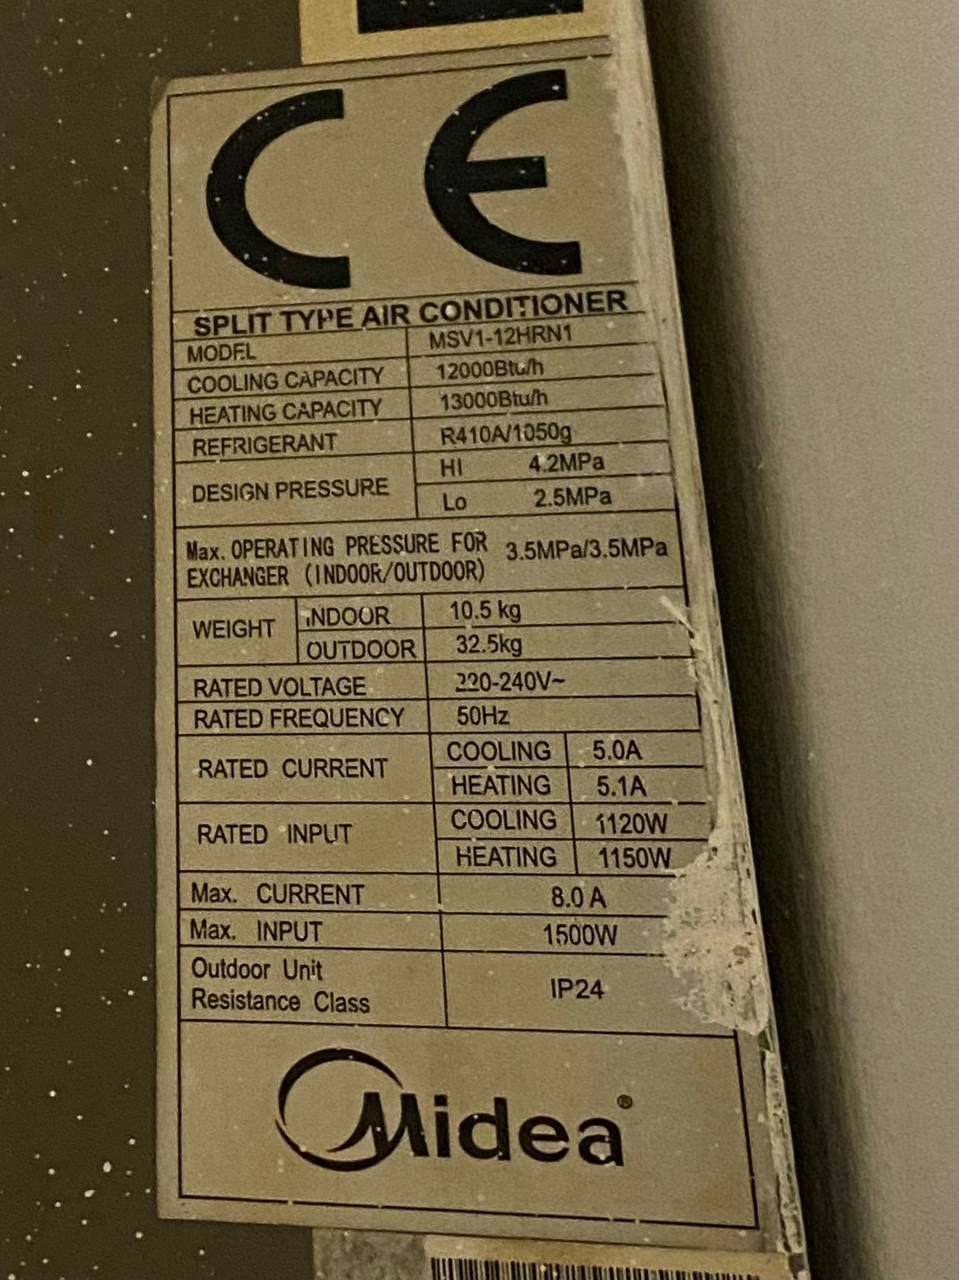 CE
SPLIT TYPE AIR CONDITIONER
MODEL MSV1-12HRN1
COOLING CAPACITY 12000Btu/h
HEATING CAPACITY 13000Btu/h
REFRIGERANT R410A/1050g
DESIGN PRESSURE HI 4.2MPa
Lo 2.5MPa
Max. OPERATING PRESSURE FOR
EXCHANGER (INDOOR/OUTDOOR) 3.5MPa/3.5MPa
WEIGHT INDOOR 10.5 kg
OUTDOOR 32.5kg
RATED VOLTAGE 220-240V~
RATED FREQUENCY 50Hz
RATED CURRENT COOLING 5.0A
HEATING 5.1A
RATED INPUT COOLING 1120W
HEATING 1150W
Max. CURRENT 8.0 A
Max. INPUT 1500W
Outdoor Unit
Resistance Class IP24
Midea®